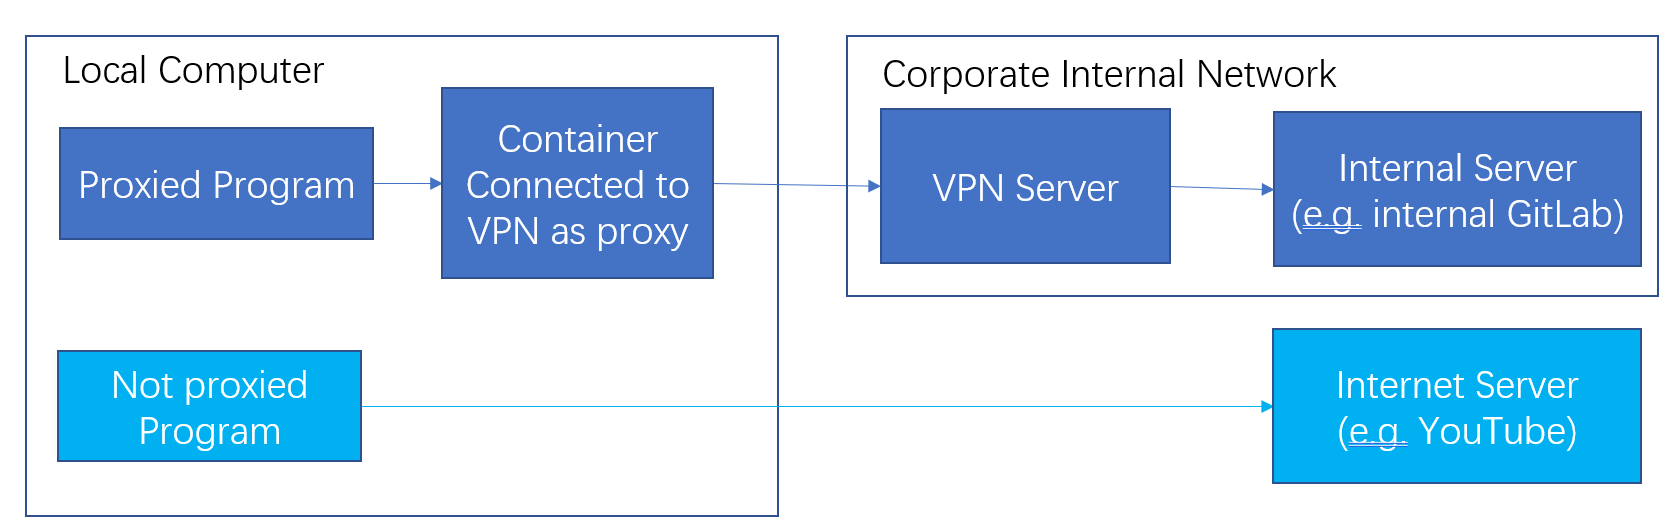 Local Computer
Proxied Program
Container
Connected to
VPN as proxy
Corporate Internal Network
VPN Server
Internal Server
(e.g. internal GitLab)
Not proxied
Program
Internet Server
(e.g. YouTube)